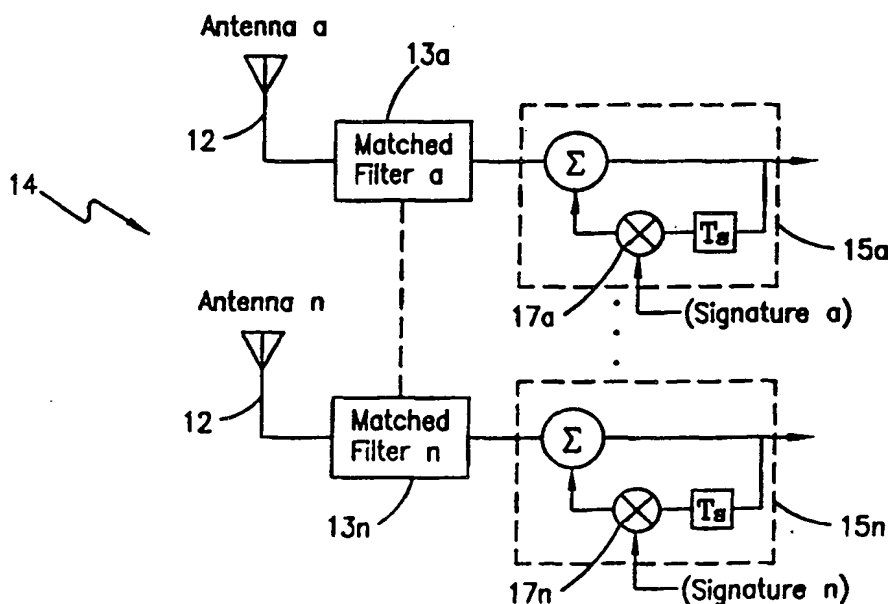 Antenna a
13a
12
Matched
Filter a
Σ
14
Ts
15a
17a
(Signature a)
Antenna n
12
Matched
Filter n
Σ
13n
Ts
15n
17n
(Signature n)